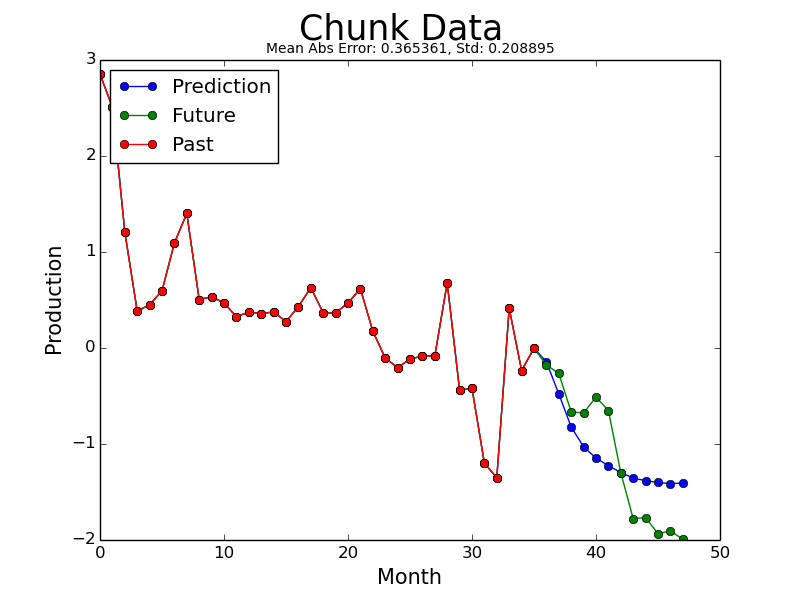 Chunk Data
Mean Abs Error: 0.365361, Std: 0.208895
3
2
1
0
−1
−2
Production
Prediction
Future
Past
0 10 20 30 40 50
Month